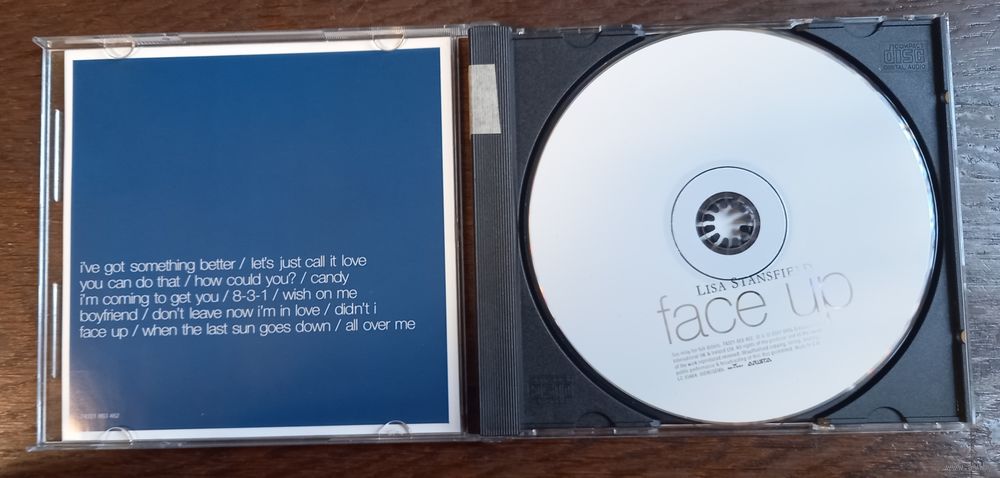 i've got something better / let's just call it love
you can do that / how could you? / candy
i'm coming to get you / 8-3-1 / wish on me
boyfriend / don't leave now i'm in love / didn't i
face up / when the last sun goes down / all over me
COMPACT
disc
DIGITAL AUDIO
LISA STANSFIELD
face up
ARISTA